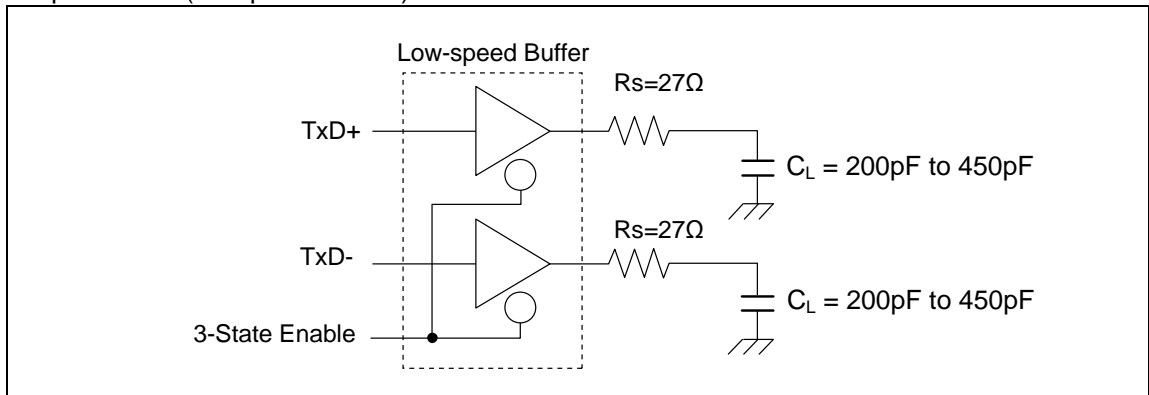 Low-speed Buffer
Rs=27Ω
TxD+
C_L = 200pF to 450pF
Rs=27Ω
TxD-
C_L = 200pF to 450pF
3-State Enable